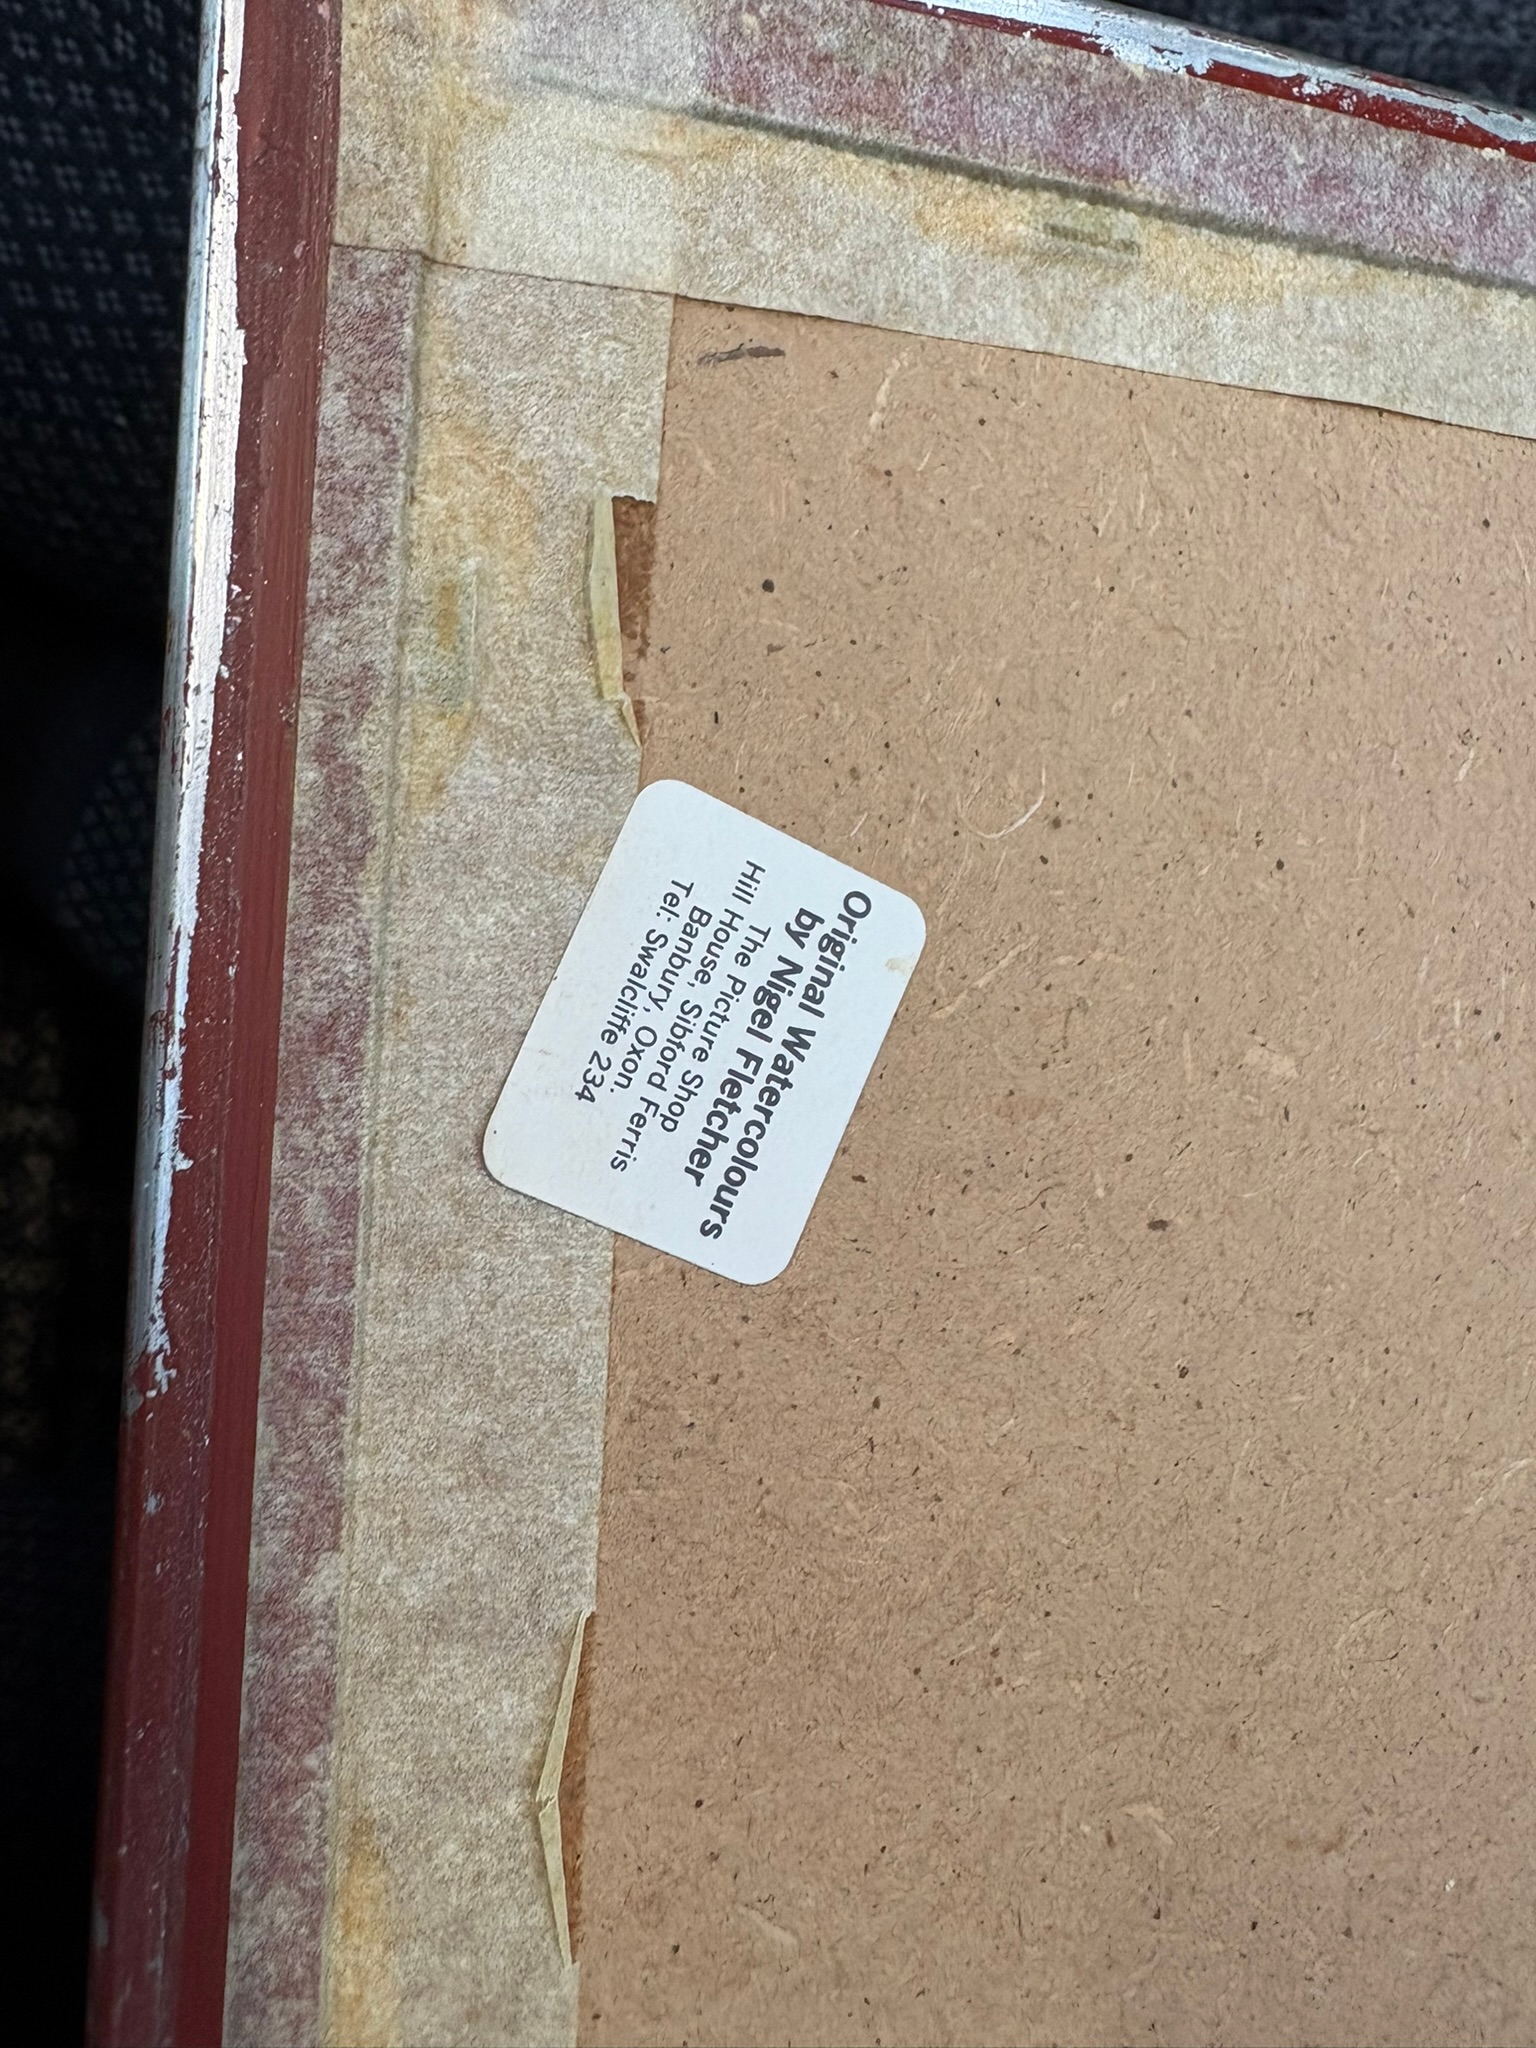 Original Watercolours
by Nigel Fletcher
The Picture Shop
Hill House, Sibford Ferris
Banbury, Oxon.
Tel: Swalcliffe 234